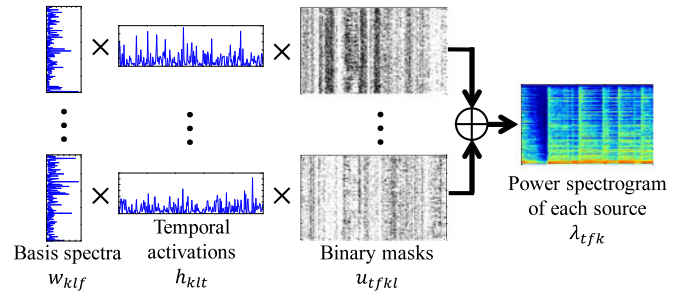 Basis spectra
w_{klf}
Temporal
activations
h_{klt}
Binary masks
u_{tfkl}
Power spectrogram
of each source
λ_{tfk}